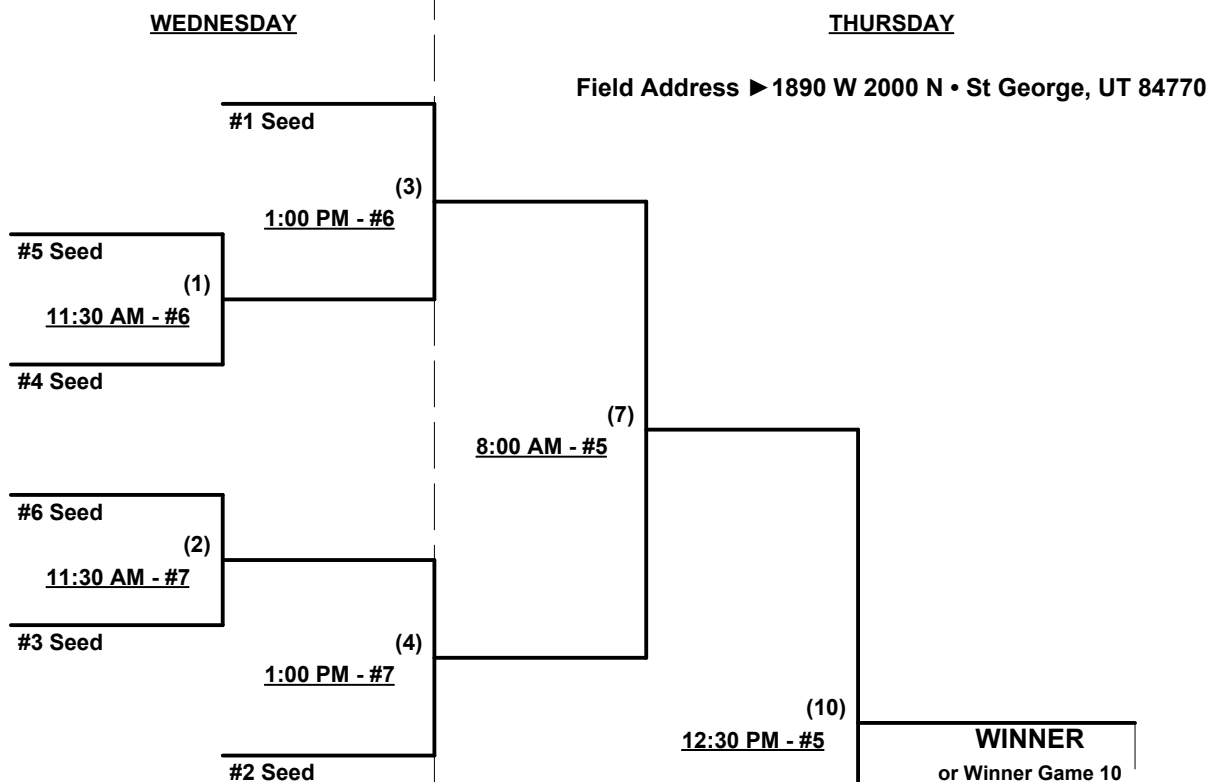 WEDNESDAY
THURSDAY
Field Address ►1890 W 2000 N • St George, UT 84770
#1 Seed
(3)
1:00 PM - #6
#5 Seed
(1)
11:30 AM - #6
#4 Seed
(7)
8:00 AM - #5
#6 Seed
(2)
11:30 AM - #7
#3 Seed
(4)
1:00 PM - #7
#2 Seed
(10)
12:30 PM - #5
WINNER
or Winner Game 10